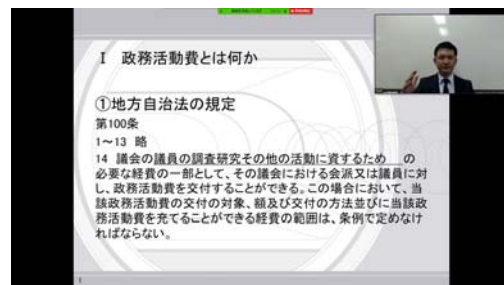 Ⅰ 政務活動費とは何か
①地方自治法の規定
第100条
1~13 略
14 議会の議員の調査研究その他の活動に資するため の
必要な経費の一部として、その議会における会派又は議員に対
し、政務活動費を交付することができる。この場合において、当
該政務活動費の交付の対象、額及び交付の方法並びに当該政
務活動費を充てることができる経費の範囲は、条例で定めなけ
ればならない。
1